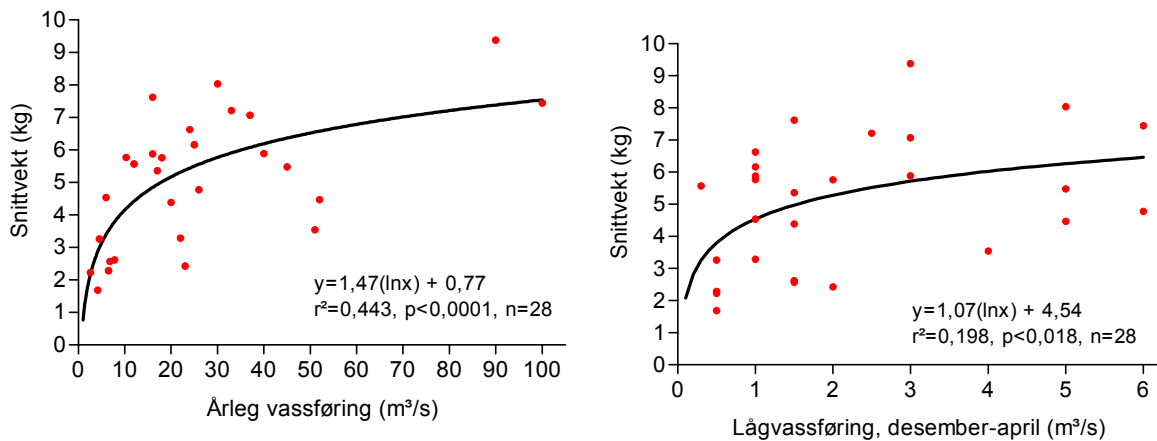 10
9
8
7
6
5
4
3
2
1
0
Snittvekt (kg)
y=1,47(lnx) + 0,77
r²=0,443, p<0,0001, n=28
0 10 20 30 40 50 60 70 80 90 100
Årleg vassføring (m³/s)
10
9
8
7
6
5
4
3
2
1
0
Snittvekt (kg)
y=1,07(lnx) + 4,54
r²=0,198, p<0,018, n=28
0 1 2 3 4 5 6
Lågvassføring, desember-april (m³/s)